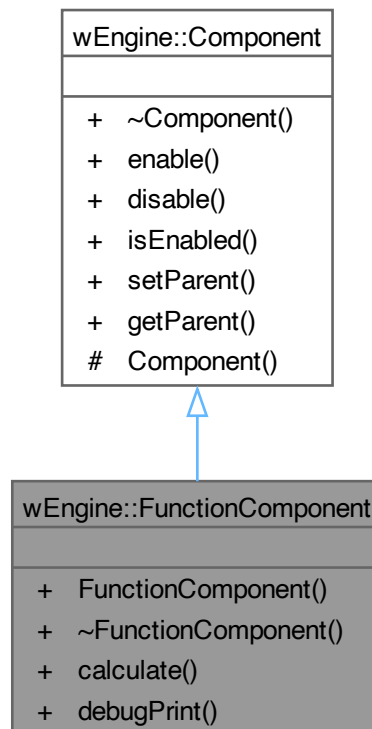 wEngine::Component
+ ~Component()
+ enable()
+ disable()
+ isEnabled()
+ setParent()
+ getParent()
# Component()
wEngine::FunctionComponent
+ FunctionComponent()
+ ~FunctionComponent()
+ calculate()
+ debugPrint()